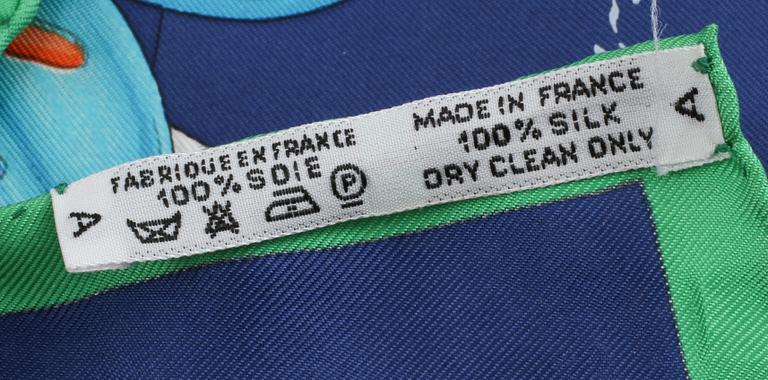 A
FABRIQUE EN FRANCE
100% SOIE
P
MADE IN FRANCE
100% SILK
DRY CLEAN ONLY
A